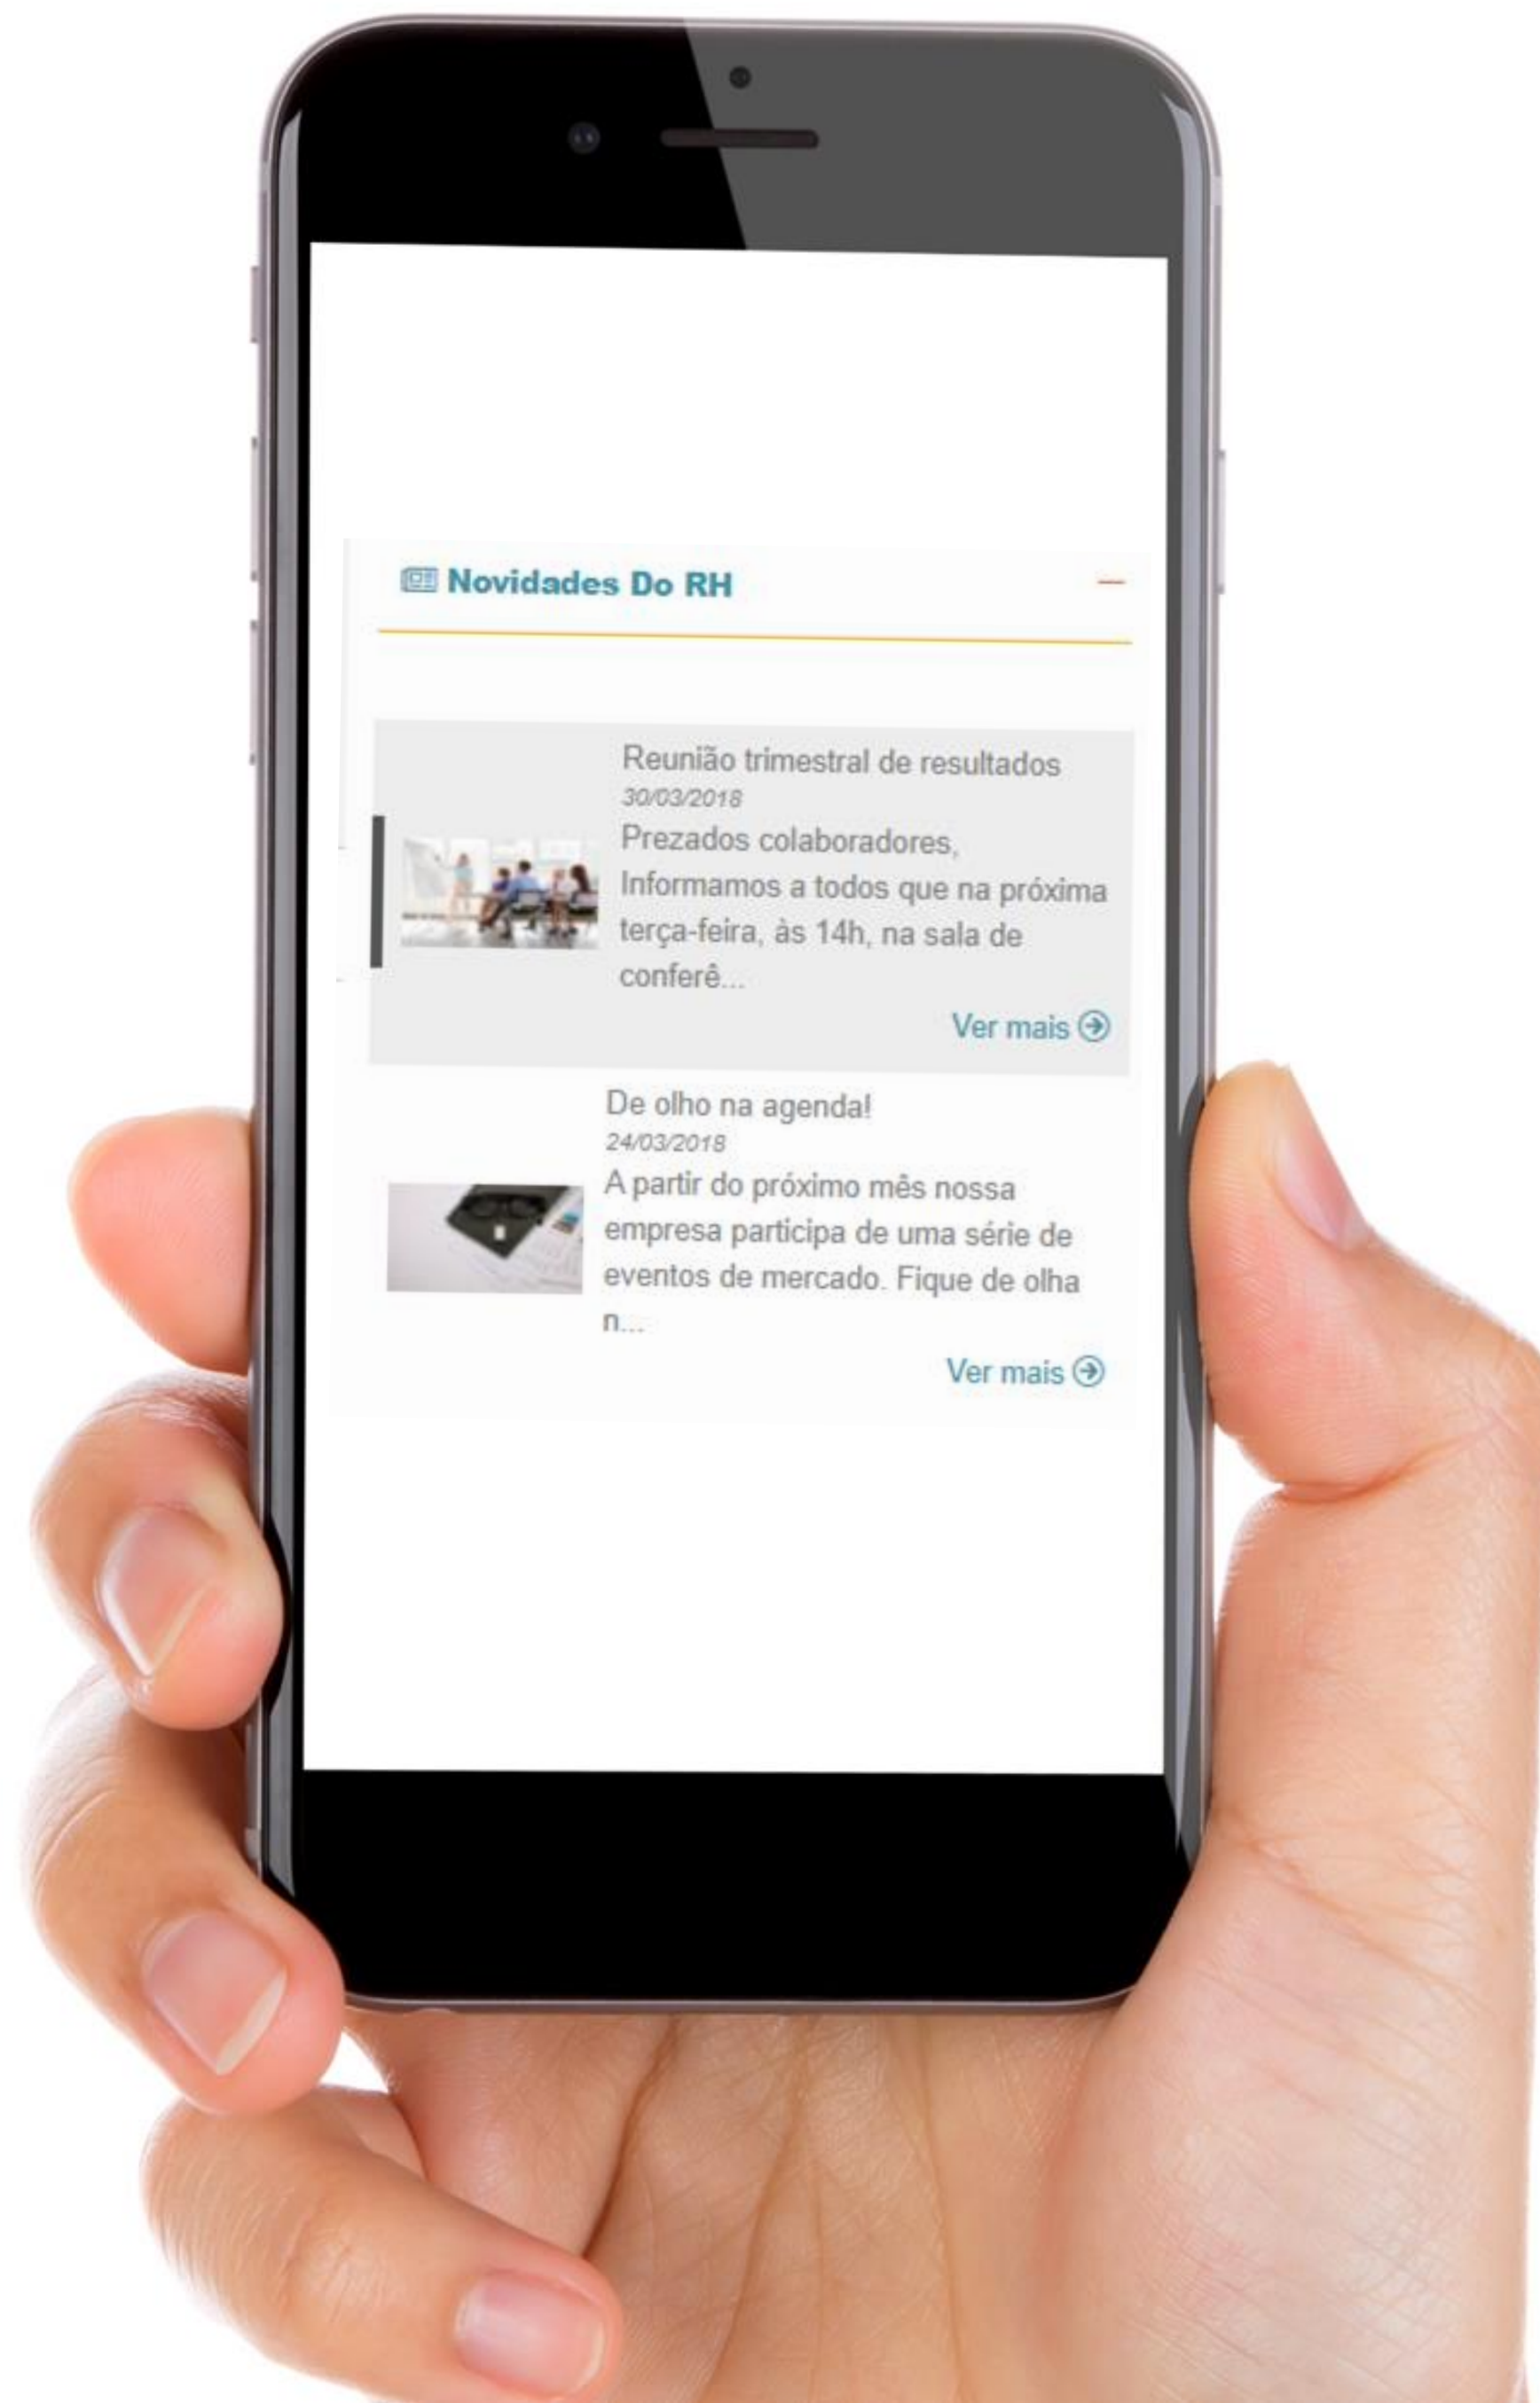 Novidades Do RH
Reunião trimestral de resultados
30/03/2018
Prezados colaboradores,
Informamos a todos que na próxima
terça-feira, às 14h, na sala de
conferê...
Ver mais
De olho na agenda!
24/03/2018
A partir do próximo mês nossa
empresa participa de uma série de
eventos de mercado. Fique de olha
n...
Ver mais